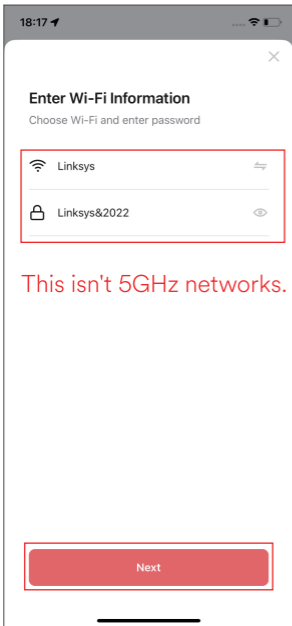 18:17
Enter Wi-Fi Information
Choose Wi-Fi and enter password
Linksys
Linksys&2022
This isn't 5GHz networks.
Next